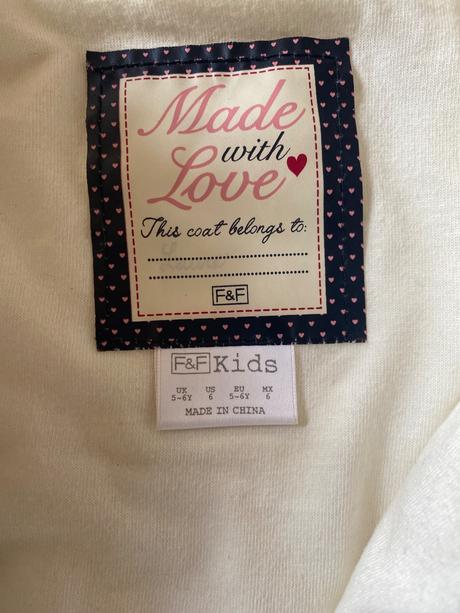 Made
with
Love
This coat belongs to:
F&F
F&F Kids
UK US EU MX
5-6Y 6 5-6Y 6
MADE IN CHINA